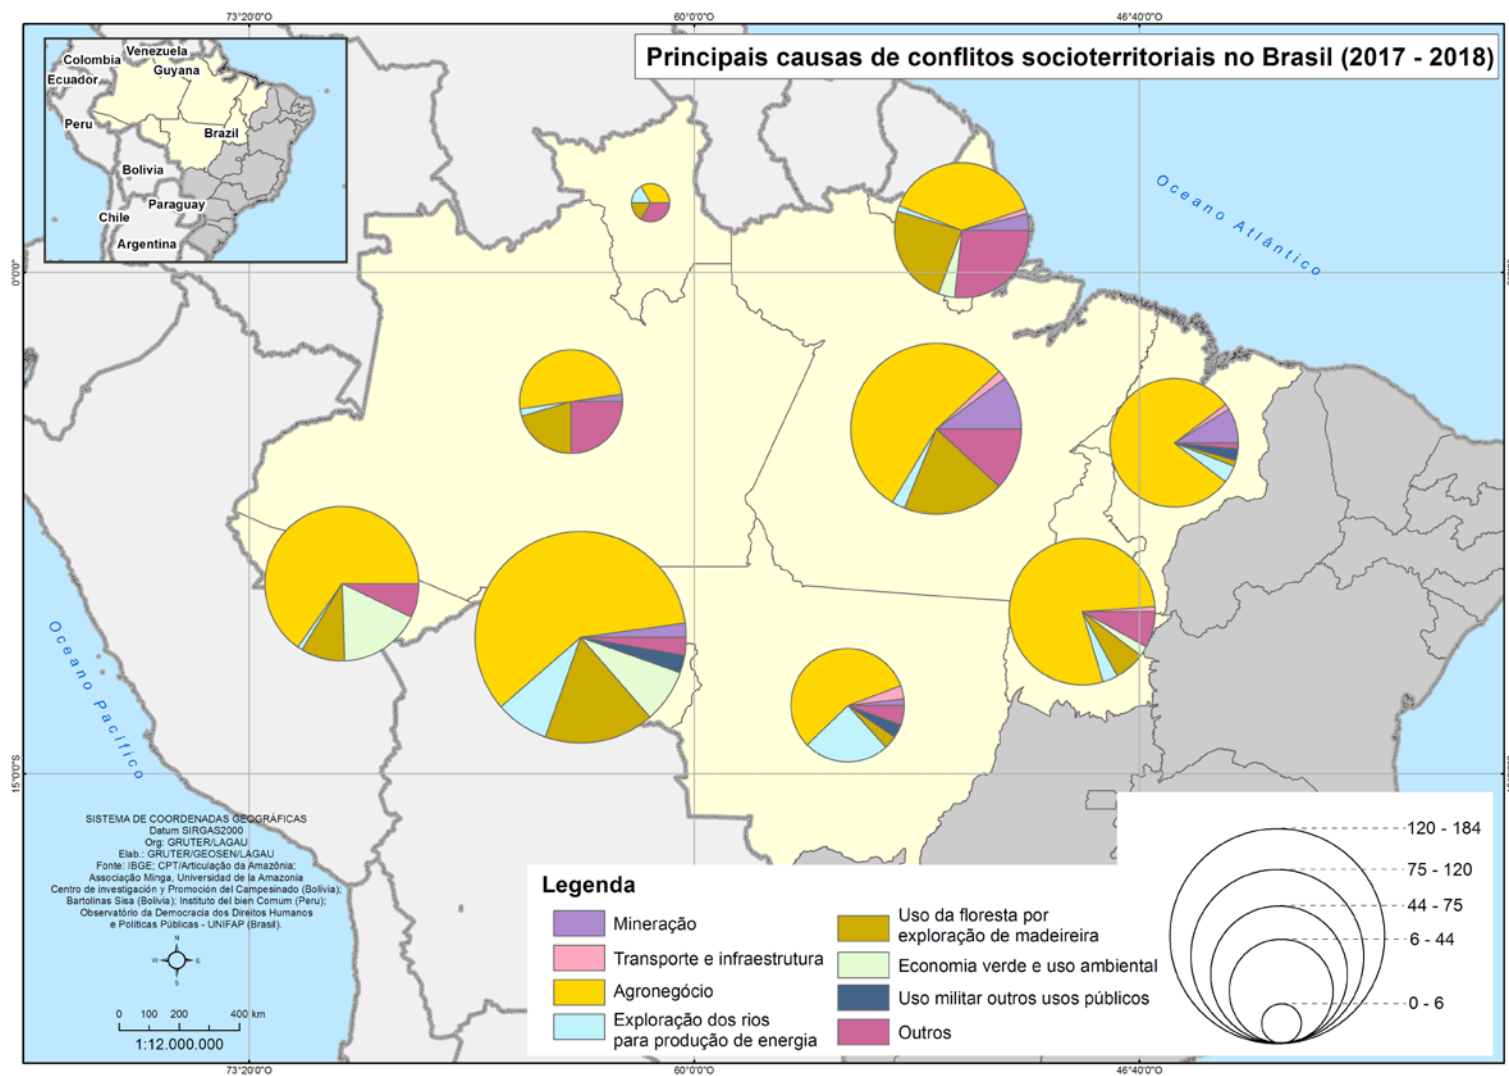 73°20'0"O
60°0'0"O
46°40'0"O
Principais causas de conflitos socioterritoriais no Brasil (2017 - 2018)
Venezuela
Colombia
Guyana
Ecuador
Peru
Brazil
Bolivia
Paraguay
Chile
Argentina
Oceano Atlântico
0°0'0"
Oceano Pacífico
15°0'0"S
SISTEMA DE COORDENADAS GEOGRÁFICAS
Datum SIRGAS2000
Org: GRUTER/LAGAU
Elab.: GRUTER/GEOSEN/LAGAU
Fonte: IBGE; CPT/Articulação da Amazônia;
Associação Minga, Universidad de la Amazonia
Centro de investigación y Promoción del Campesinado (Bolívia);
Bartolinas Sisa (Bolivia); Instituto del bien Comum (Peru);
Observatório da Democracia dos Direitos Humanos
e Políticas Públicas - UNIFAP (Brasil).
N
W
E
S
0 100 200 400 km
1:12.000.000
Legenda
Mineração
Transporte e infraestrutura
Agronegócio
Exploração dos rios
para produção de energia
Uso da floresta por
exploração de madeireira
Economia verde e uso ambiental
Uso militar outros usos públicos
Outros
120 - 184
75 - 120
44 - 75
6 - 44
0 - 6
73°20'0"O
60°0'0"O
46°40'0"O